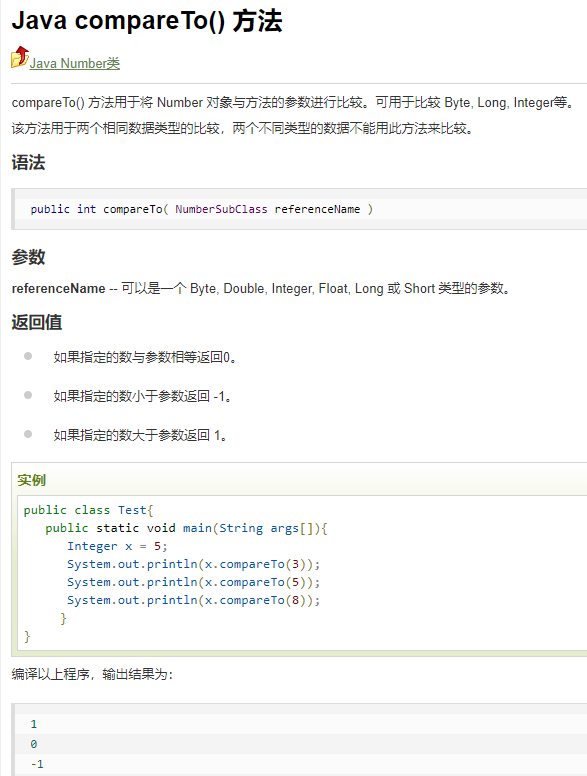 Java compareTo() 方法
Java Number类
compareTo() 方法用于将 Number 对象与方法的参数进行比较。可用于比较 Byte, Long, Integer等。
该方法用于两个相同数据类型的比较，两个不同类型的数据不能用此方法来比较。
语法
public int compareTo( NumberSubClass referenceName )
参数
referenceName -- 可以是一个 Byte, Double, Integer, Float, Long 或 Short 类型的参数。
返回值
如果指定的数与参数相等返回0。
如果指定的数小于参数返回 -1。
如果指定的数大于参数返回 1。
实例
public class Test{
   public static void main(String args[]){
      Integer x = 5;
      System.out.println(x.compareTo(3));
      System.out.println(x.compareTo(5));
      System.out.println(x.compareTo(8));
     }
}
编译以上程序，输出结果为：
1
0
-1